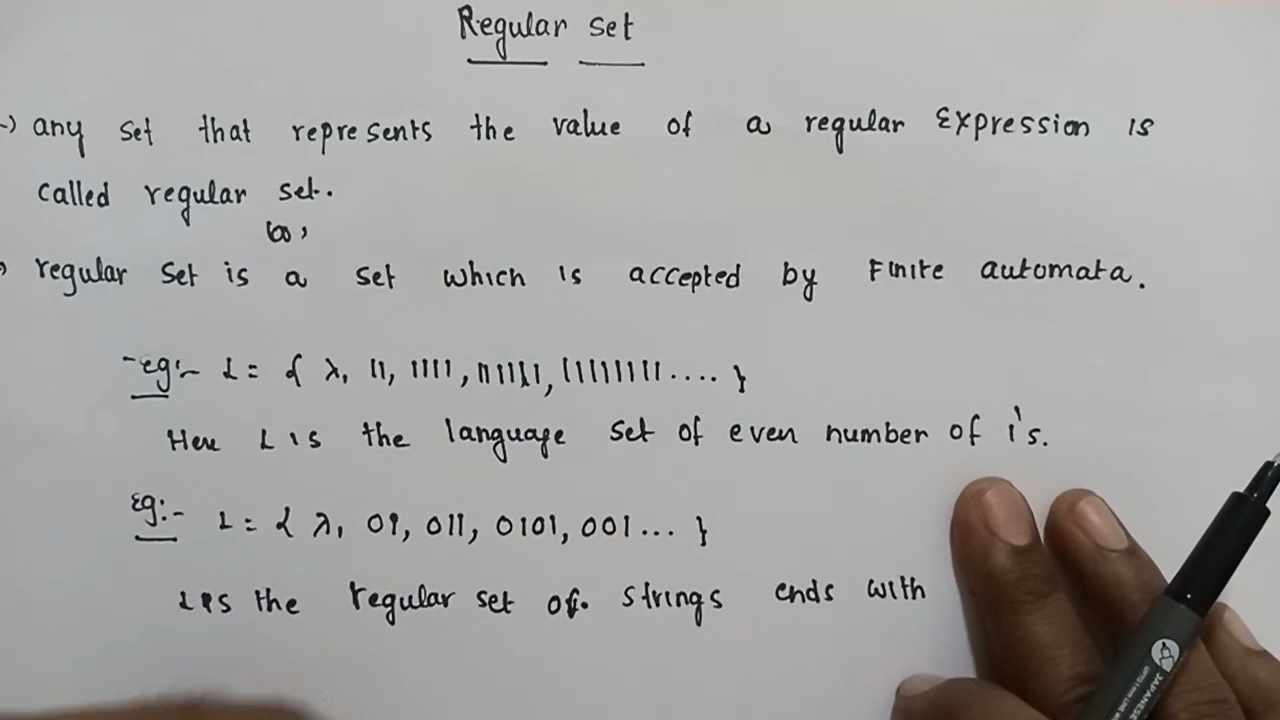 Regular set
-) any set that represents the value of a regular Expression is
called regular set.
regular set is a set which is accepted by Finite automata.
-eg:- L = { λ, 11, 1111, 111111, 11111111.... }
Here L is the language set of even number of 1's.
Eg:- L = { λ, 01, 011, 0101, 001... }
L is the regular set of strings ends with
JAPANESE